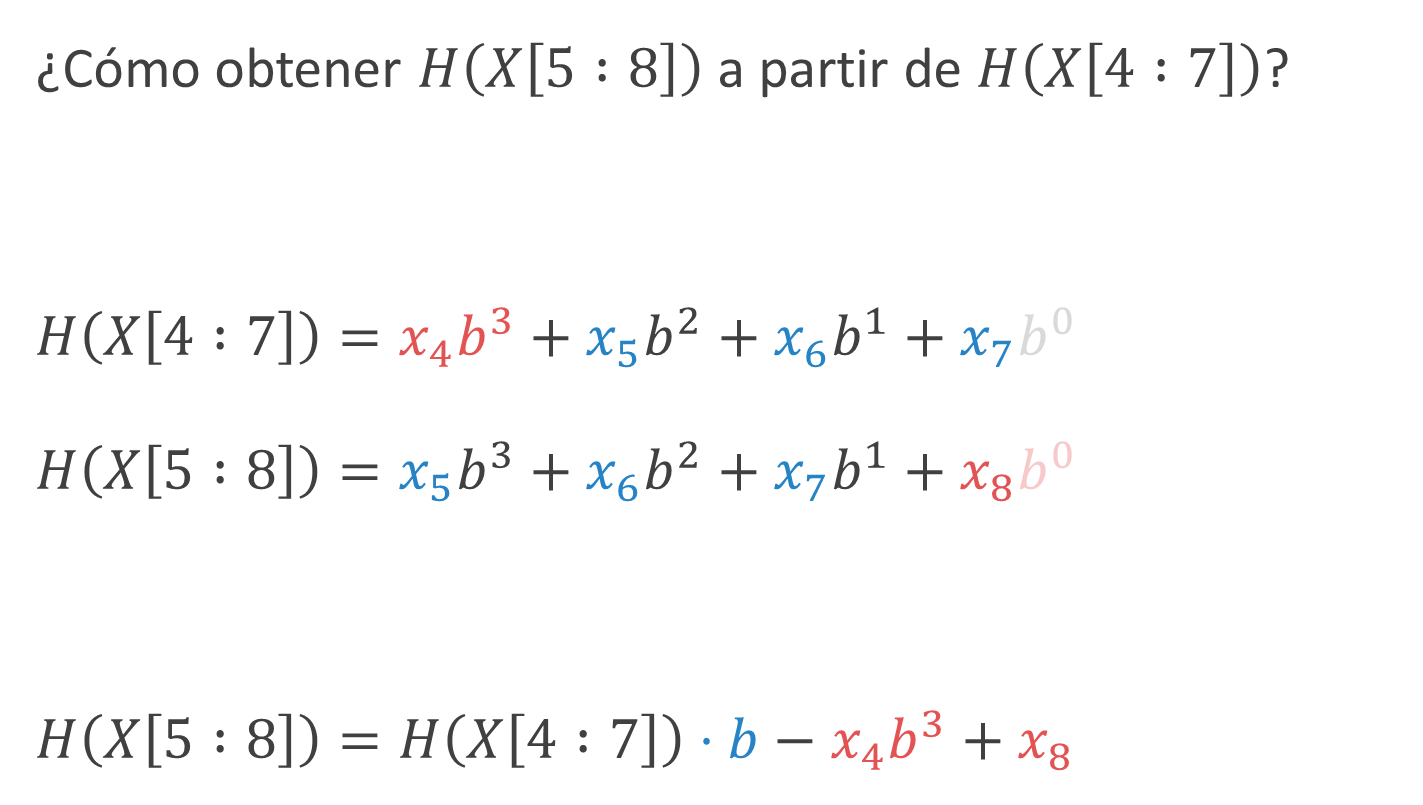 ¿Cómo obtener H(X[5 : 8]) a partir de H(X[4 : 7])?
H(X[4 : 7]) = x₄b³ + x₅b² + x₆b¹ + x₇b⁰
H(X[5 : 8]) = x₅b³ + x₆b² + x₇b¹ + x₈b⁰
H(X[5 : 8]) = H(X[4 : 7]) · b − x₄b³ + x₈